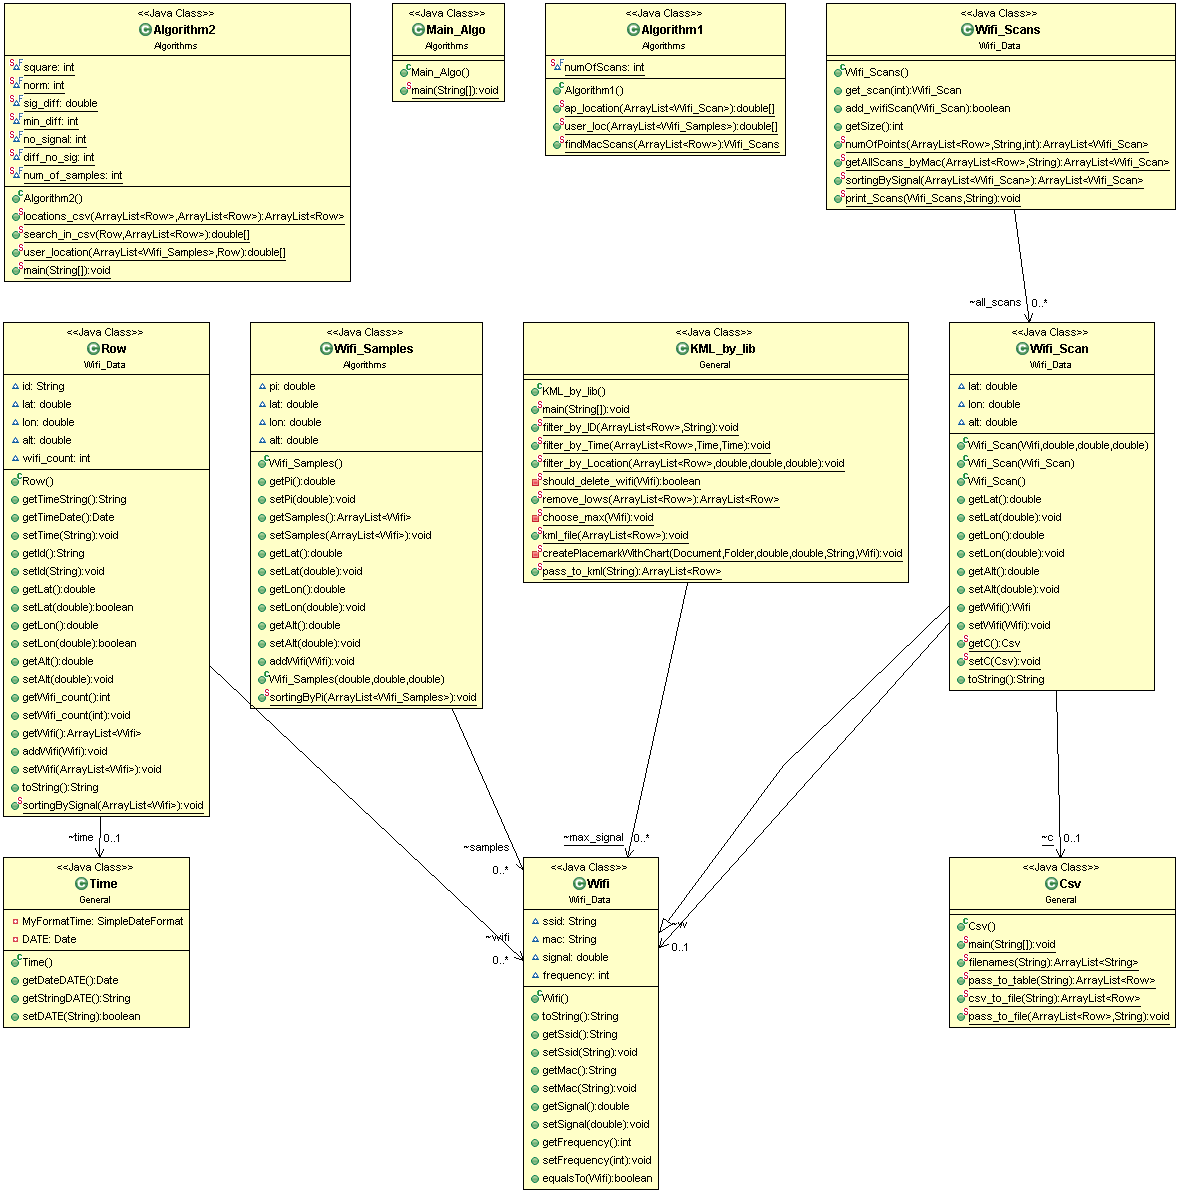 <<Java Class>>
Algorithm2
Algorithms
square: int
norm: int
sig_diff: double
min_diff: int
no_signal: int
diff_no_sig: int
num_of_samples: int
Algorithm2()
locations_csv(ArrayList<Row>,ArrayList<Row>):ArrayList<Row>
search_in_csv(Row,ArrayList<Row>):double[]
user_location(ArrayList<Wifi_Samples>,Row):double[]
main(String[]):void
<<Java Class>>
Main_Algo
Algorithms
Main_Algo()
main(String[]):void
<<Java Class>>
Algorithm1
Algorithms
numOfScans: int
Algorithm1()
ap_location(ArrayList<Wifi_Scan>):double[]
user_loc(ArrayList<Wifi_Samples>):double[]
findMacScans(ArrayList<Row>):Wifi_Scans
<<Java Class>>
Wifi_Scans
Wifi_Data
Wifi_Scans()
get_scan(int):Wifi_Scan
add_wifiScan(Wifi_Scan):boolean
getSize():int
numOfPoints(ArrayList<Row>,String,int):ArrayList<Wifi_Scan>
getAllScans_byMac(ArrayList<Row>,String):ArrayList<Wifi_Scan>
sortingBySignal(ArrayList<Wifi_Scan>):ArrayList<Wifi_Scan>
print_Scans(Wifi_Scans,String):void
~all_scans 0..*
<<Java Class>>
Row
Wifi_Data
id: String
lat: double
lon: double
alt: double
wifi_count: int
Row()
getTimeString():String
getTimeDate():Date
setTime(String):void
getId():String
setId(String):void
getLat():double
setLat(double):boolean
getLon():double
setLon(double):boolean
getAlt():double
setAlt(double):void
getWifi_count():int
setWifi_count(int):void
getWifi():ArrayList<Wifi>
addWifi(Wifi):void
setWifi(ArrayList<Wifi>):void
toString():String
sortingBySignal(ArrayList<Wifi>):void
<<Java Class>>
Wifi_Samples
Algorithms
pi: double
lat: double
lon: double
alt: double
Wifi_Samples()
getPi():double
setPi(double):void
getSamples():ArrayList<Wifi>
setSamples(ArrayList<Wifi>):void
getLat():double
setLat(double):void
getLon():double
setLon(double):void
getAlt():double
setAlt(double):void
addWifi(Wifi):void
Wifi_Samples(double,double,double)
sortingByPi(ArrayList<Wifi_Samples>):void
<<Java Class>>
KML_by_lib
General
KML_by_lib()
main(String[]):void
filter_by_ID(ArrayList<Row>,String):void
filter_by_Time(ArrayList<Row>,Time,Time):void
filter_by_Location(ArrayList<Row>,double,double,double):void
should_delete_wifi(Wifi):boolean
remove_lows(ArrayList<Row>):ArrayList<Row>
choose_max(Wifi):void
kml_file(ArrayList<Row>):void
createPlacemarkWithChart(Document,Folder,double,double,String,Wifi):void
pass_to_kml(String):ArrayList<Row>
<<Java Class>>
Wifi_Scan
Wifi_Data
lat: double
lon: double
alt: double
Wifi_Scan(Wifi,double,double,double)
Wifi_Scan(Wifi_Scan)
Wifi_Scan()
getLat():double
setLat(double):void
getLon():double
setLon(double):void
getAlt():double
setAlt(double):void
getWifi():Wifi
setWifi(Wifi):void
getC():Csv
setC(Csv):void
toString():String
~time 0..1
~samples
0..*
~max_signal 0..*
~c 0..1
~wifi
0..*
~w
0..1
<<Java Class>>
Time
General
MyFormatTime: SimpleDateFormat
DATE: Date
Time()
getDateDATE():Date
getStringDATE():String
setDATE(String):boolean
<<Java Class>>
Wifi
Wifi_Data
ssid: String
mac: String
signal: double
frequency: int
Wifi()
toString():String
getSsid():String
setSsid(String):void
getMac():String
setMac(String):void
getSignal():double
setSignal(double):void
getFrequency():int
setFrequency(int):void
equalsTo(Wifi):boolean
<<Java Class>>
Csv
General
Csv()
main(String[]):void
filenames(String):ArrayList<String>
pass_to_table(String):ArrayList<Row>
csv_to_file(String):ArrayList<Row>
pass_to_file(ArrayList<Row>,String):void